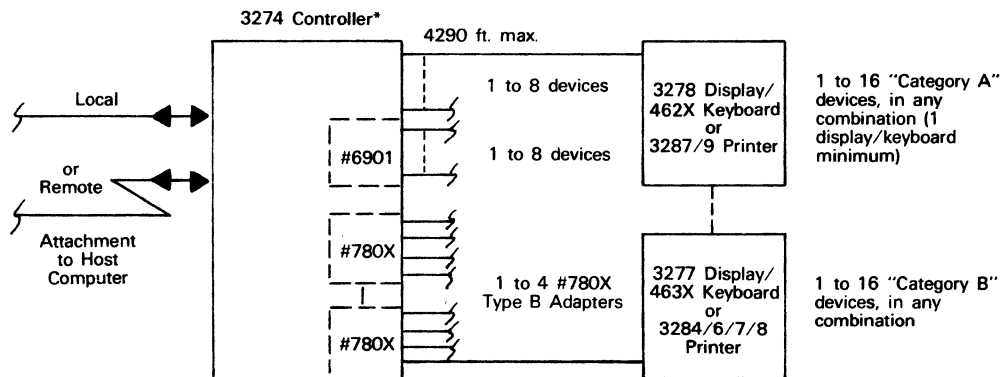 3274 Controller*
4290 ft. max.
Local
or
Remote
Attachment
to Host
Computer
#6901
#780X
#780X
1 to 8 devices
1 to 8 devices
1 to 4 #780X
Type B Adapters
3278 Display/
462X Keyboard
or
3287/9 Printer
1 to 16 "Category A"
devices, in any
combination (1
display/keyboard
minimum)
3277 Display/
463X Keyboard
or
3284/6/7/8
Printer
1 to 16 "Category B"
devices, in any
combination